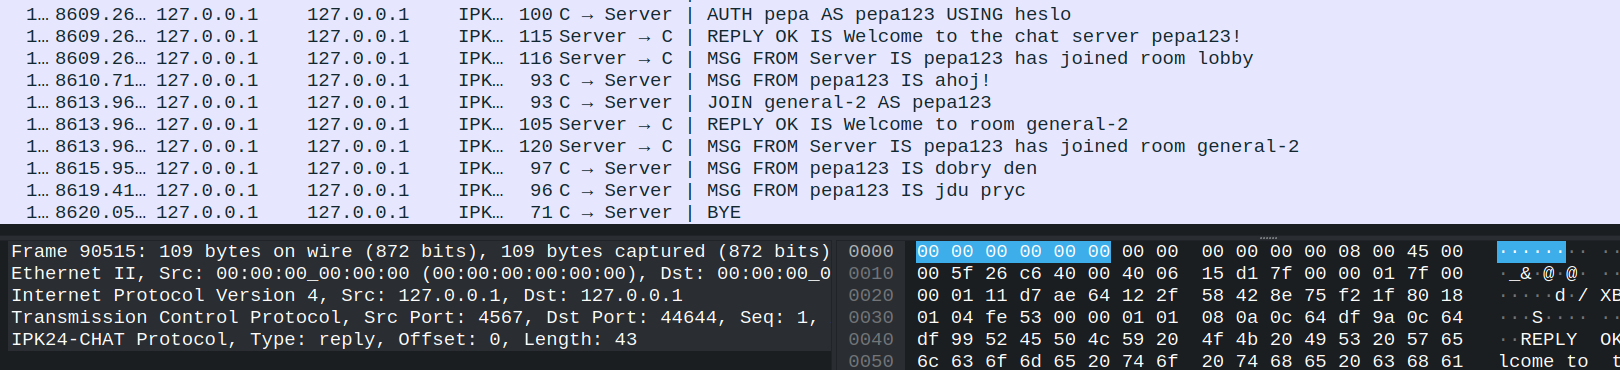 1… 8609.26… 127.0.0.1 127.0.0.1 IPK… 100 C → Server | AUTH pepa AS pepa123 USING heslo
1… 8609.26… 127.0.0.1 127.0.0.1 IPK… 115 Server → C | REPLY OK IS Welcome to the chat server pepa123!
1… 8609.26… 127.0.0.1 127.0.0.1 IPK… 116 Server → C | MSG FROM Server IS pepa123 has joined room lobby
1… 8610.71… 127.0.0.1 127.0.0.1 IPK… 93 C → Server | MSG FROM pepa123 IS ahoj!
1… 8613.96… 127.0.0.1 127.0.0.1 IPK… 93 C → Server | JOIN general-2 AS pepa123
1… 8613.96… 127.0.0.1 127.0.0.1 IPK… 105 Server → C | REPLY OK IS Welcome to room general-2
1… 8613.96… 127.0.0.1 127.0.0.1 IPK… 120 Server → C | MSG FROM Server IS pepa123 has joined room general-2
1… 8615.95… 127.0.0.1 127.0.0.1 IPK… 97 C → Server | MSG FROM pepa123 IS dobry den
1… 8619.41… 127.0.0.1 127.0.0.1 IPK… 96 C → Server | MSG FROM pepa123 IS jdu pryc
1… 8620.05… 127.0.0.1 127.0.0.1 IPK… 71 C → Server | BYE
Frame 90515: 109 bytes on wire (872 bits), 109 bytes captured (872 bits)
Ethernet II, Src: 00:00:00_00:00:00 (00:00:00:00:00:00), Dst: 00:00:00_0
Internet Protocol Version 4, Src: 127.0.0.1, Dst: 127.0.0.1
Transmission Control Protocol, Src Port: 4567, Dst Port: 44644, Seq: 1,
IPK24-CHAT Protocol, Type: reply, Offset: 0, Length: 43
0000 00 00 00 00 00 00 00 00 00 00 00 00 08 00 45 00 ·········· ··
0010 00 5f 26 c6 40 00 40 06 15 d1 7f 00 00 01 7f 00 ·_&·@·@· ··
0020 00 01 11 d7 ae 64 12 2f 58 42 8e 75 f2 1f 80 18 ·····d·/ XB
0030 01 04 fe 53 00 00 01 01 08 0a 0c 64 df 9a 0c 64 ···S···· ··
0040 df 99 52 45 50 4c 59 20 4f 4b 20 49 53 20 57 65 ··REPLY OK
0050 6c 63 6f 6d 65 20 74 6f 20 74 68 65 20 63 68 61 lcome to t